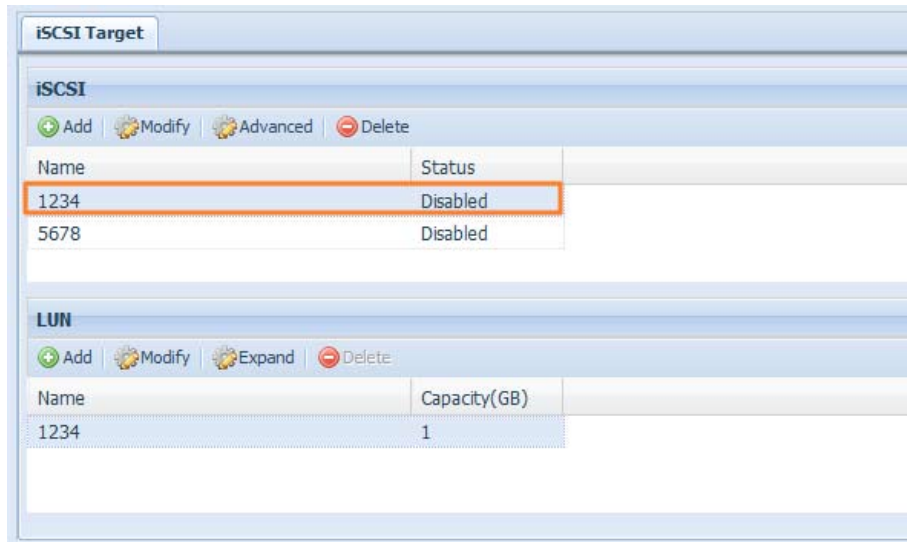 iSCSI Target
iSCSI
Add Modify Advanced Delete
Name Status
1234 Disabled
5678 Disabled
LUN
Add Modify Expand Delete
Name Capacity(GB)
1234 1